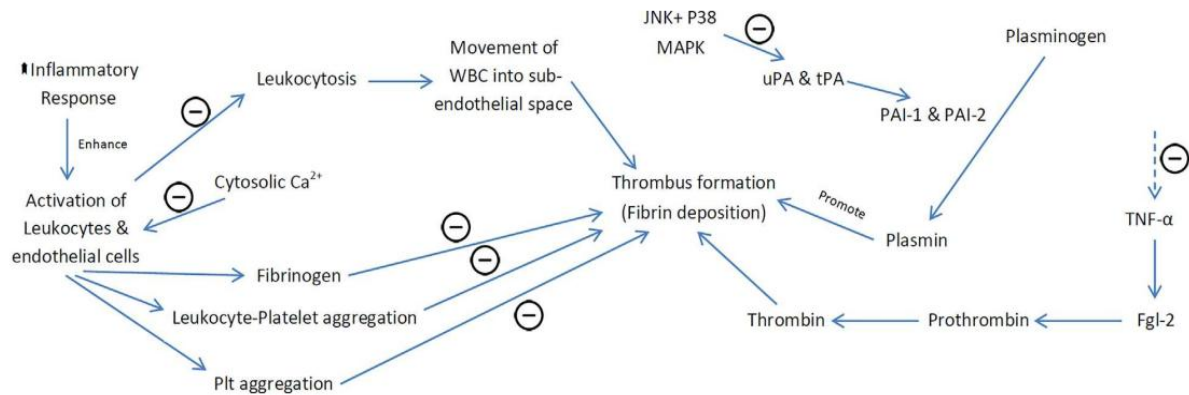 ⬆Inflammatory
Response
Enhance
Activation of
Leukocytes &
endothelial cells
Leukocytosis
Cytosolic Ca²⁺
Movement of
WBC into sub-
endothelial space
Fibrinogen
Leukocyte-Platelet aggregation
Plt aggregation
Thrombus formation
(Fibrin deposition)
JNK+ P38
MAPK
uPA & tPA
PAI-1 & PAI-2
Plasminogen
Promote
Plasmin
TNF-α
Fgl-2
Prothrombin
Thrombin